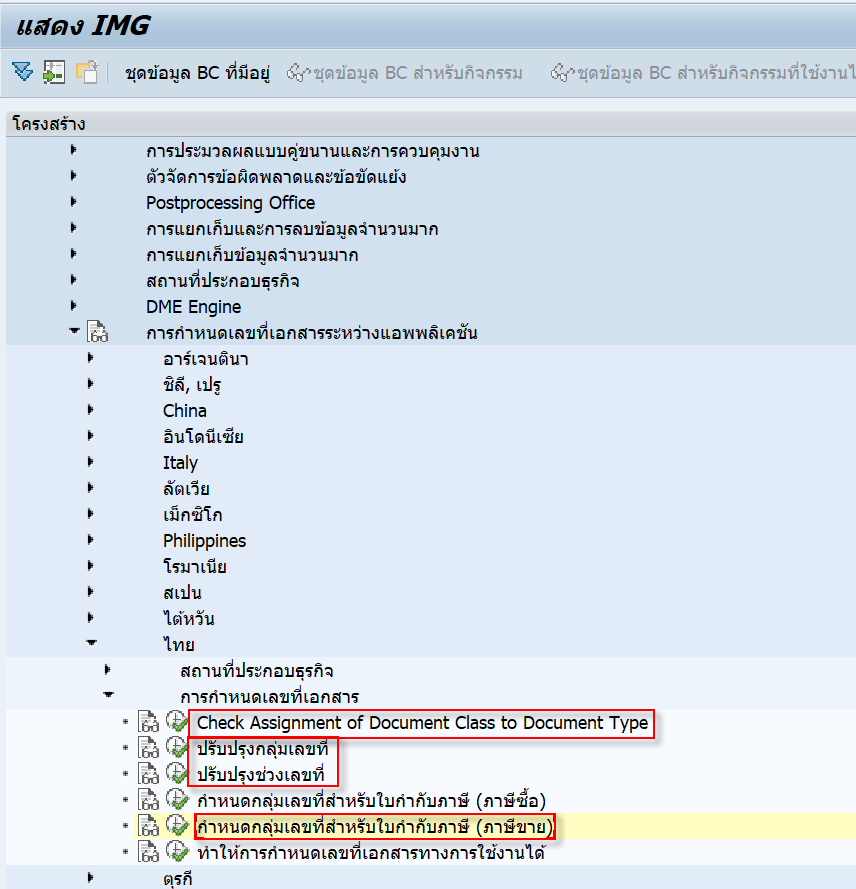 แสดง IMG
ชุดข้อมูล BC ที่มีอยู่ ชุดข้อมูล BC สำหรับกิจกรรม ชุดข้อมูล BC สำหรับกิจกรรมที่ใช้งานไ
โครงสร้าง
การประมวลผลแบบคู่ขนานและการควบคุมงาน
ตัวจัดการข้อผิดพลาดและข้อขัดแย้ง
Postprocessing Office
การแยกเก็บและการลบข้อมูลจำนวนมาก
การแยกเก็บข้อมูลจำนวนมาก
สถานที่ประกอบธุรกิจ
DME Engine
การกำหนดเลขที่เอกสารระหว่างแอพพลิเคชัน
อาร์เจนตินา
ชิลี, เปรู
China
อินโดนีเซีย
Italy
ลัตเวีย
เม็กซิโก
Philippines
โรมาเนีย
สเปน
ไต้หวัน
ไทย
สถานที่ประกอบธุรกิจ
การกำหนดเลขที่เอกสาร
Check Assignment of Document Class to Document Type
ปรับปรุงกลุ่มเลขที่
ปรับปรุงช่วงเลขที่
กำหนดกลุ่มเลขที่สำหรับใบกำกับภาษี (ภาษีซื้อ)
กำหนดกลุ่มเลขที่สำหรับใบกำกับภาษี (ภาษีขาย)
ทำให้การกำหนดเลขที่เอกสารทางการใช้งานได้
ตุรกี